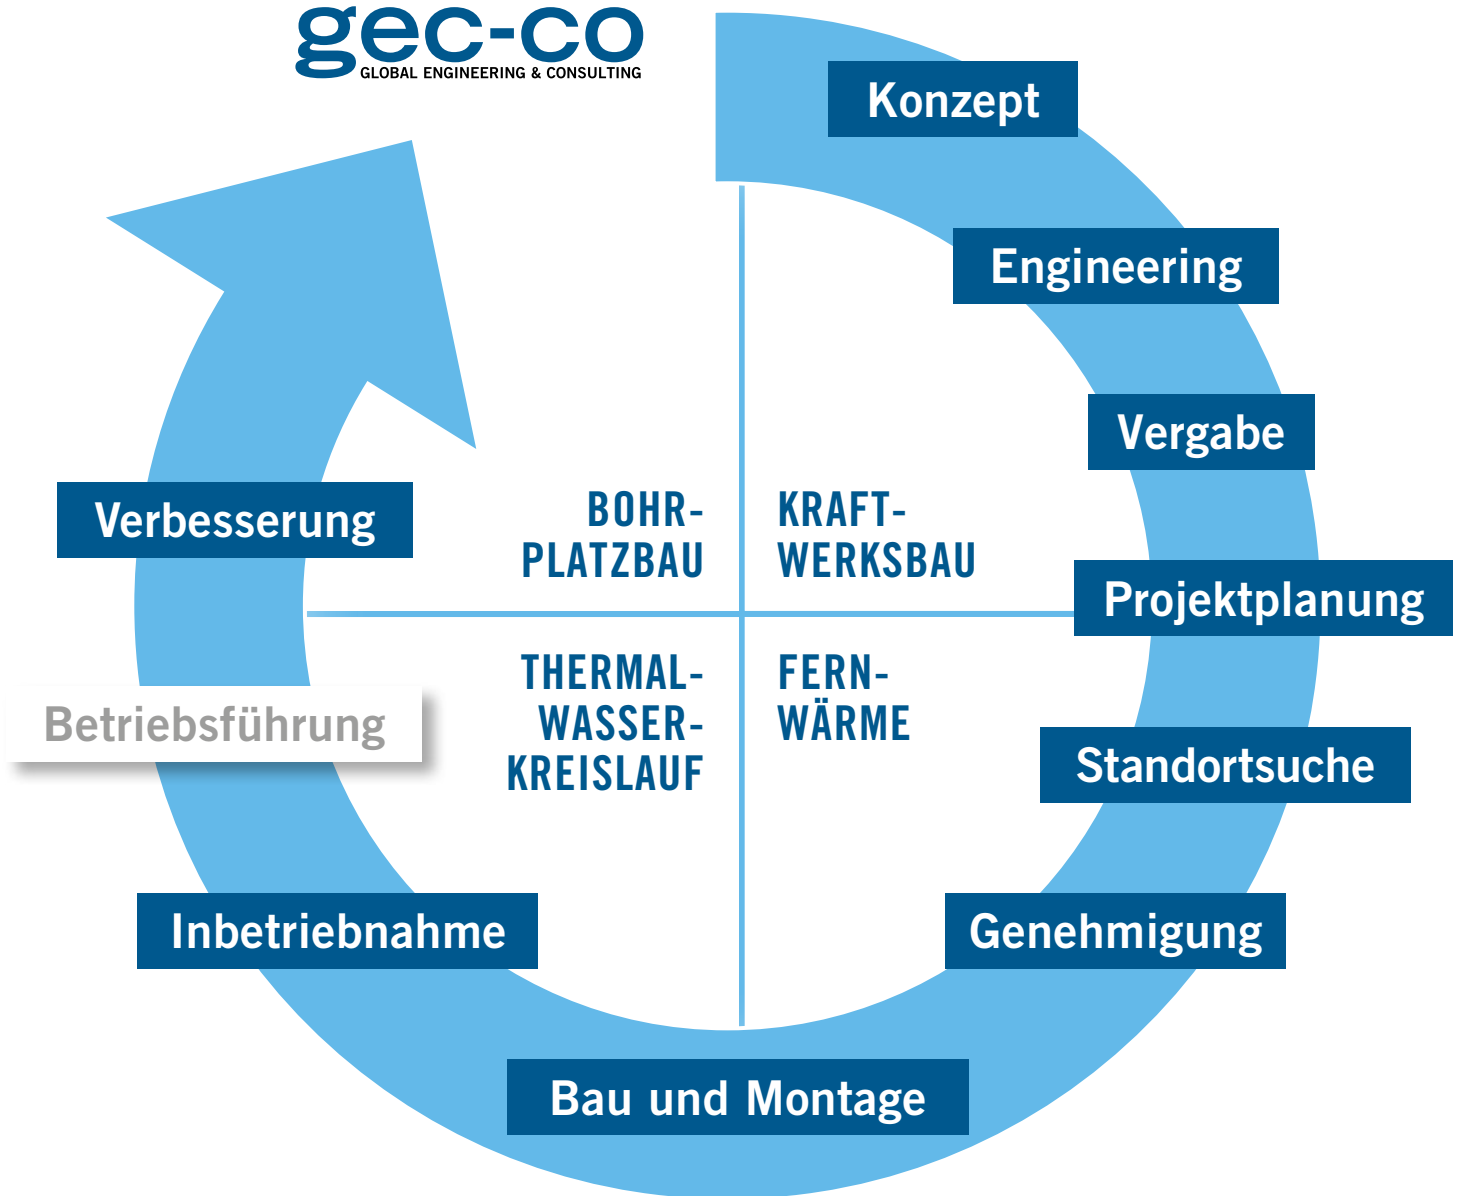 gec-co
GLOBAL ENGINEERING & CONSULTING
Konzept
Engineering
Vergabe
Projektplanung
Standortsuche
Genehmigung
Bau und Montage
Inbetriebnahme
Betriebsführung
Verbesserung
BOHR-
PLATZBAU
KRAFT-
WERKSBAU
THERMAL-
WASSER-
KREISLAUF
FERN-
WÄRME